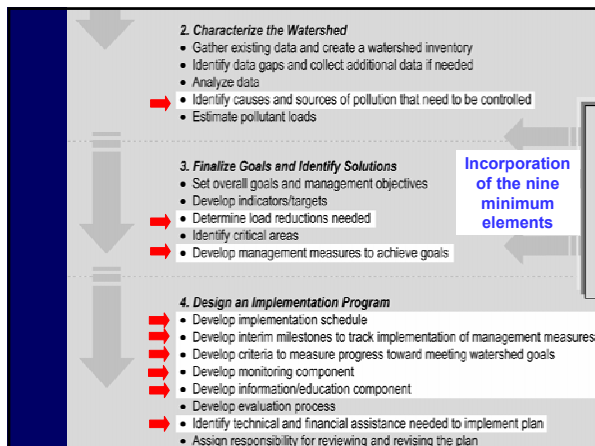 2. Characterize the Watershed
• Gather existing data and create a watershed inventory
• Identify data gaps and collect additional data if needed
• Analyze data
• Identify causes and sources of pollution that need to be controlled
• Estimate pollutant loads
3. Finalize Goals and Identify Solutions
• Set overall goals and management objectives
• Develop indicators/targets
• Determine load reductions needed
• Identify critical areas
• Develop management measures to achieve goals
Incorporation
of the nine
minimum
elements
4. Design an Implementation Program
• Develop implementation schedule
• Develop interim milestones to track implementation of management measures
• Develop criteria to measure progress toward meeting watershed goals
• Develop monitoring component
• Develop information/education component
• Develop evaluation process
• Identify technical and financial assistance needed to implement plan
• Assign responsibility for reviewing and revising the plan